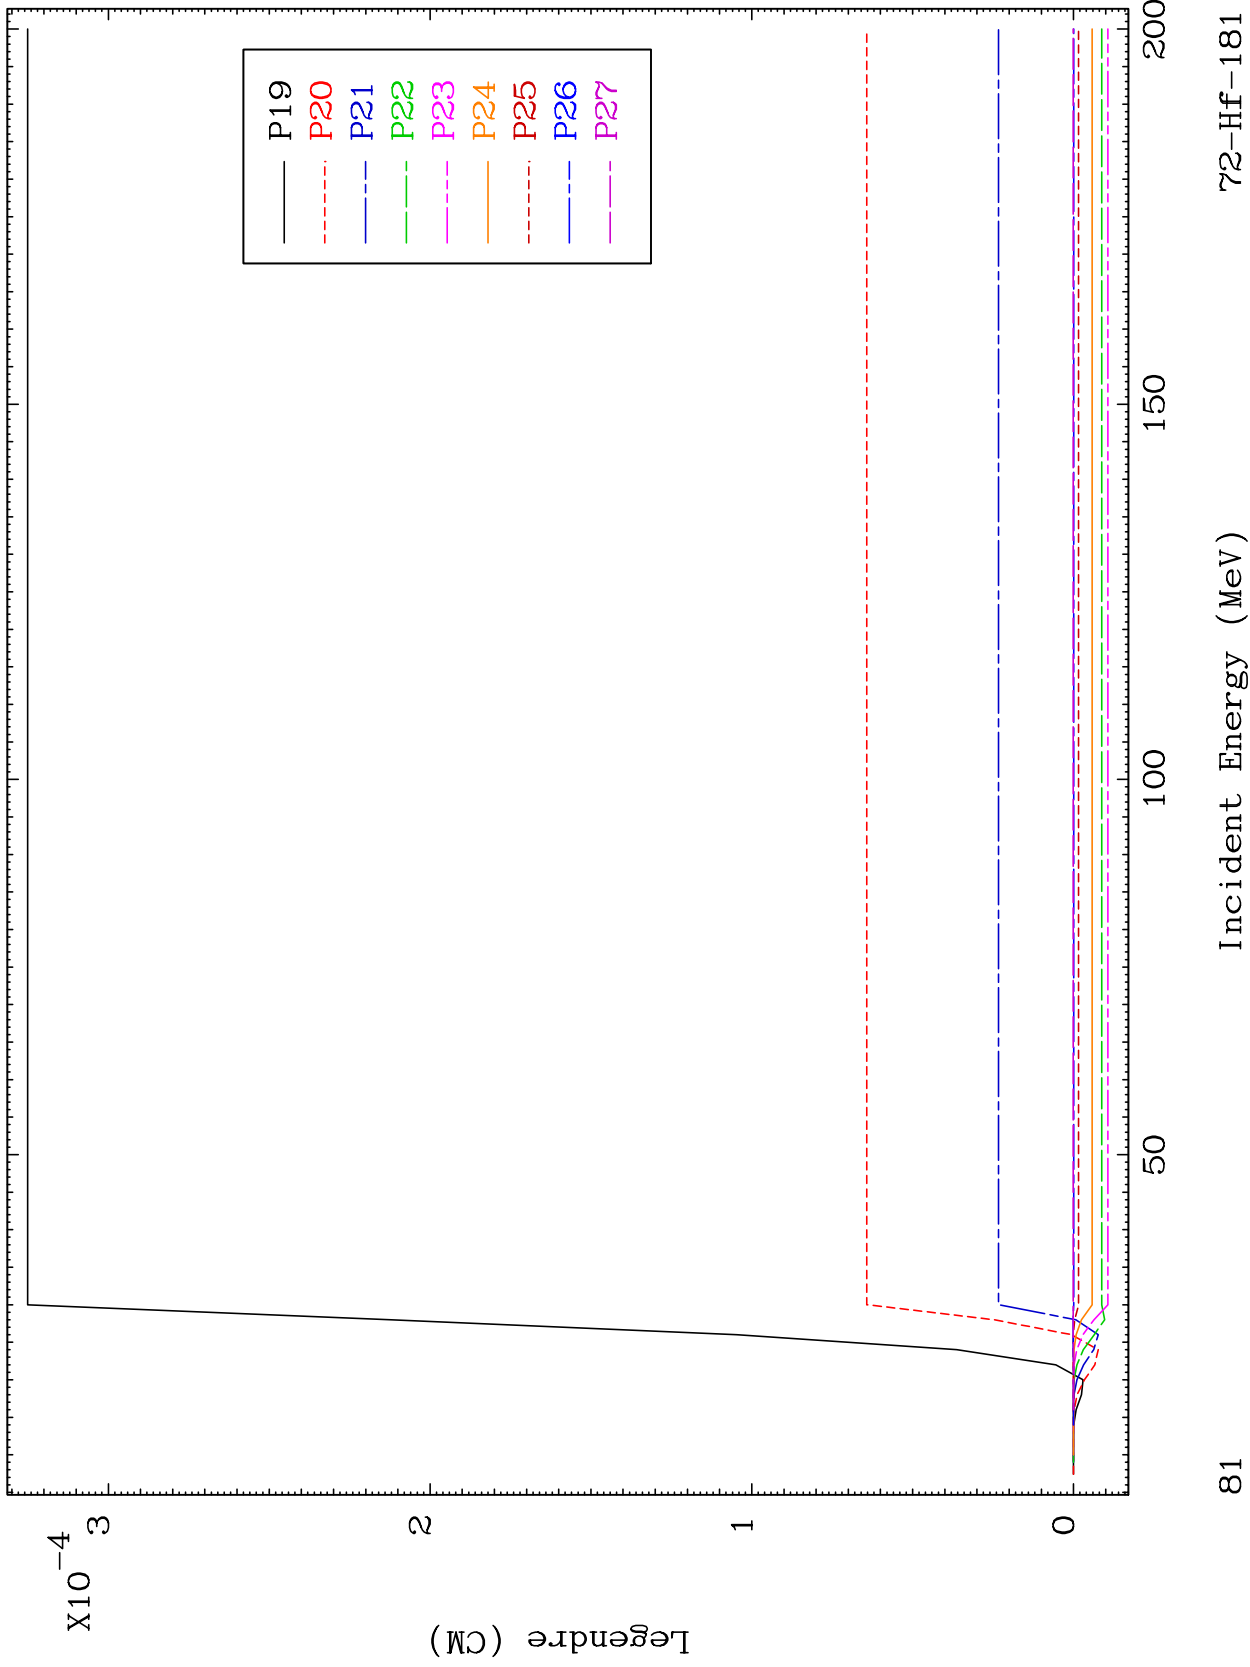 X10-4
3
2
1
0
Legendre (CM)
P19
P20
P21
P22
P23
P24
P25
P26
P27
50
100
150
200
Incident Energy (MeV)
81
72-Hf-181